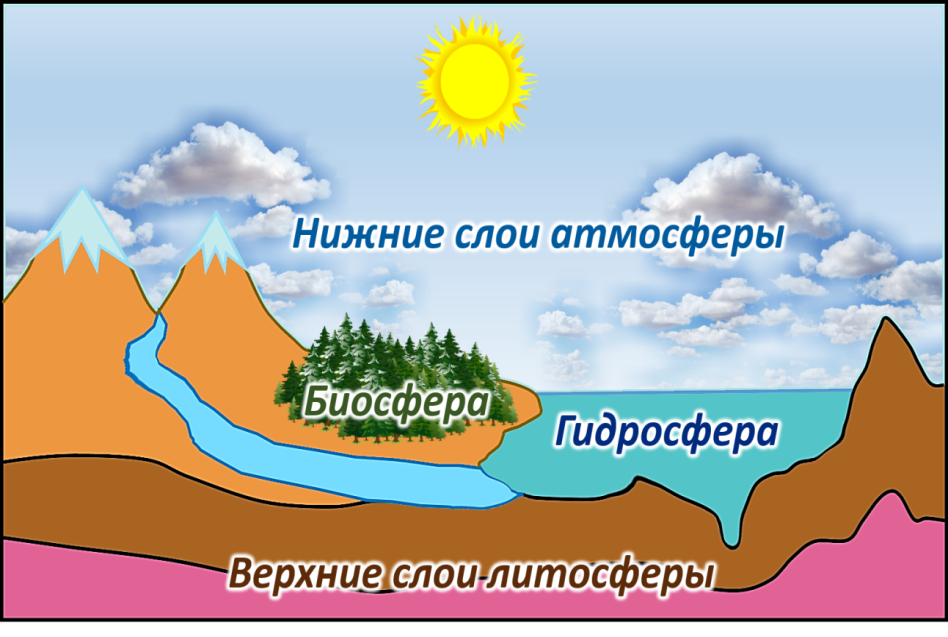 Нижние слои атмосферы
Биосфера
Гидросфера
Верхние слои литосферы